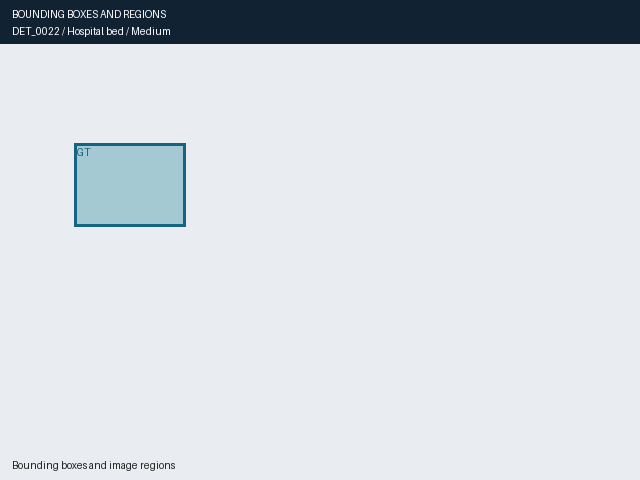 BOUNDING BOXES AND REGIONS
DET_0022 / Hospital bed / Medium
GT
Bounding boxes and image regions